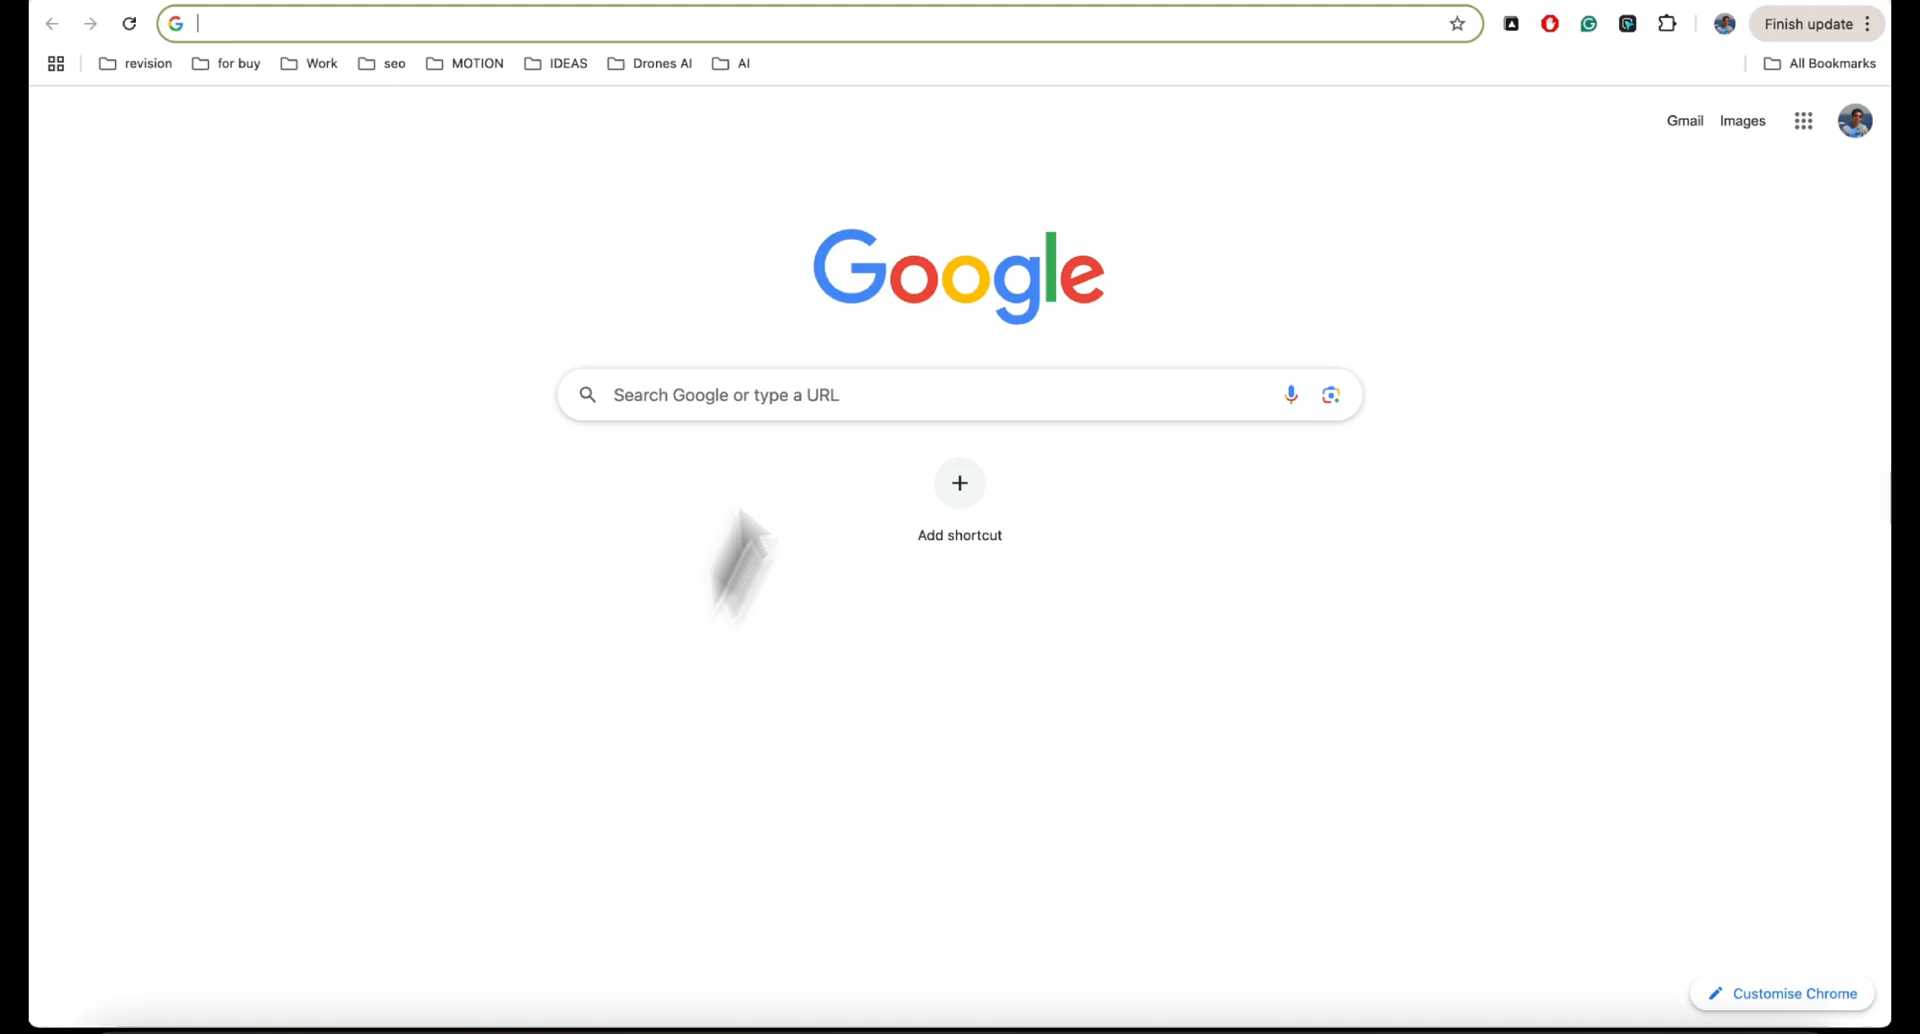 Finish update
revision for buy Work seo MOTION IDEAS Drones AI AI All Bookmarks
Gmail Images
Google
Search Google or type a URL
Add shortcut
Customise Chrome